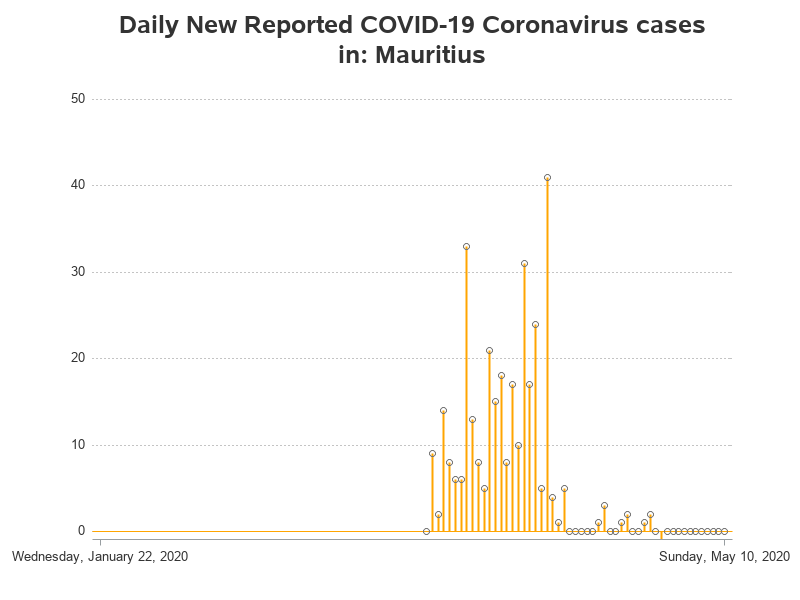 Daily New Reported COVID-19 Coronavirus cases
in: Mauritius
50
40
30
20
10
0
Wednesday, January 22, 2020
Sunday, May 10, 2020